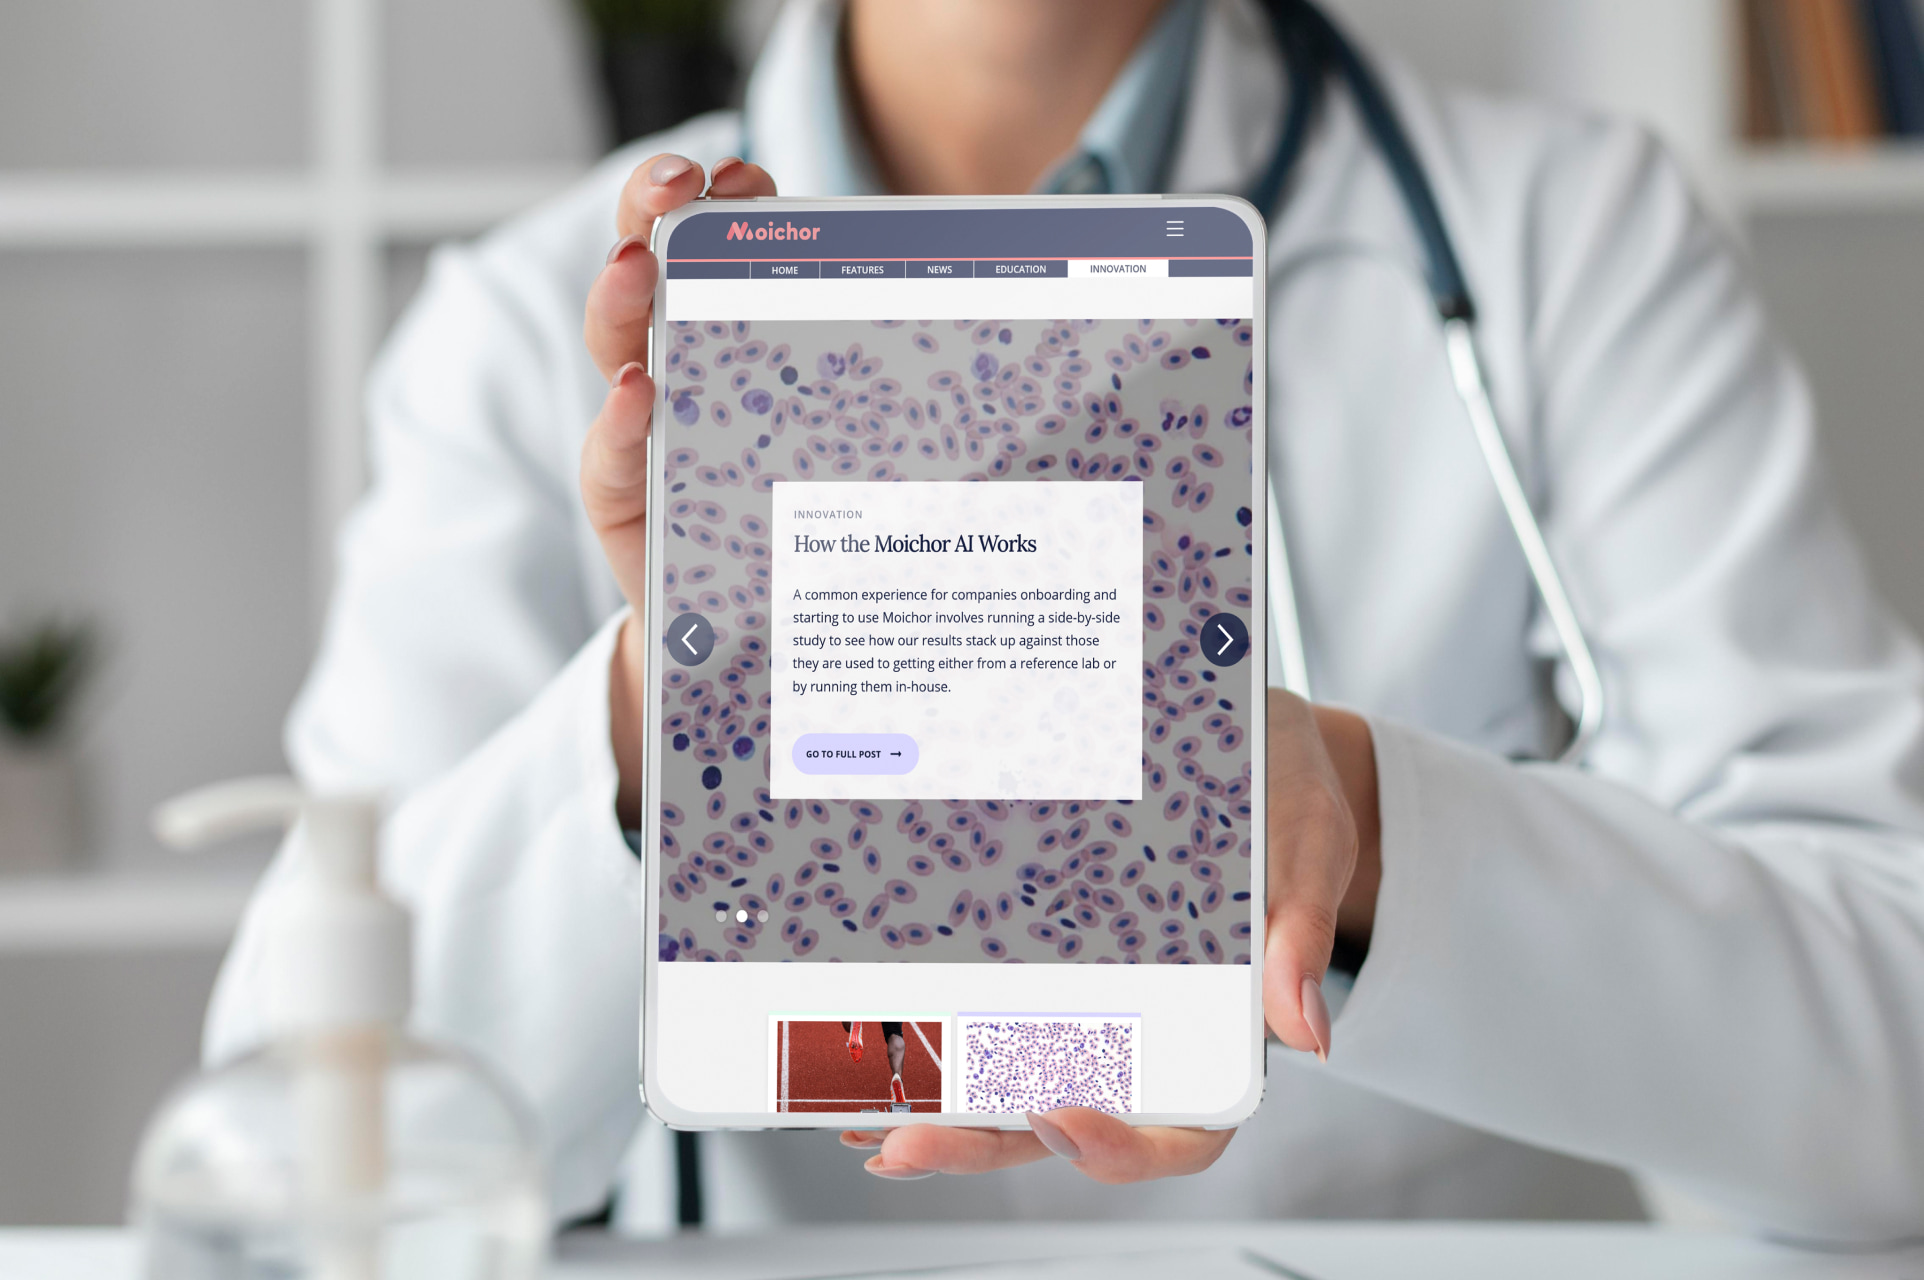 Moichor
HOME FEATURES NEWS EDUCATION INNOVATION
INNOVATION
How the Moichor AI Works
A common experience for companies onboarding and
starting to use Moichor involves running a side-by-side
study to see how our results stack up against those
they are used to getting either from a reference lab or
by running them in-house.
GO TO FULL POST